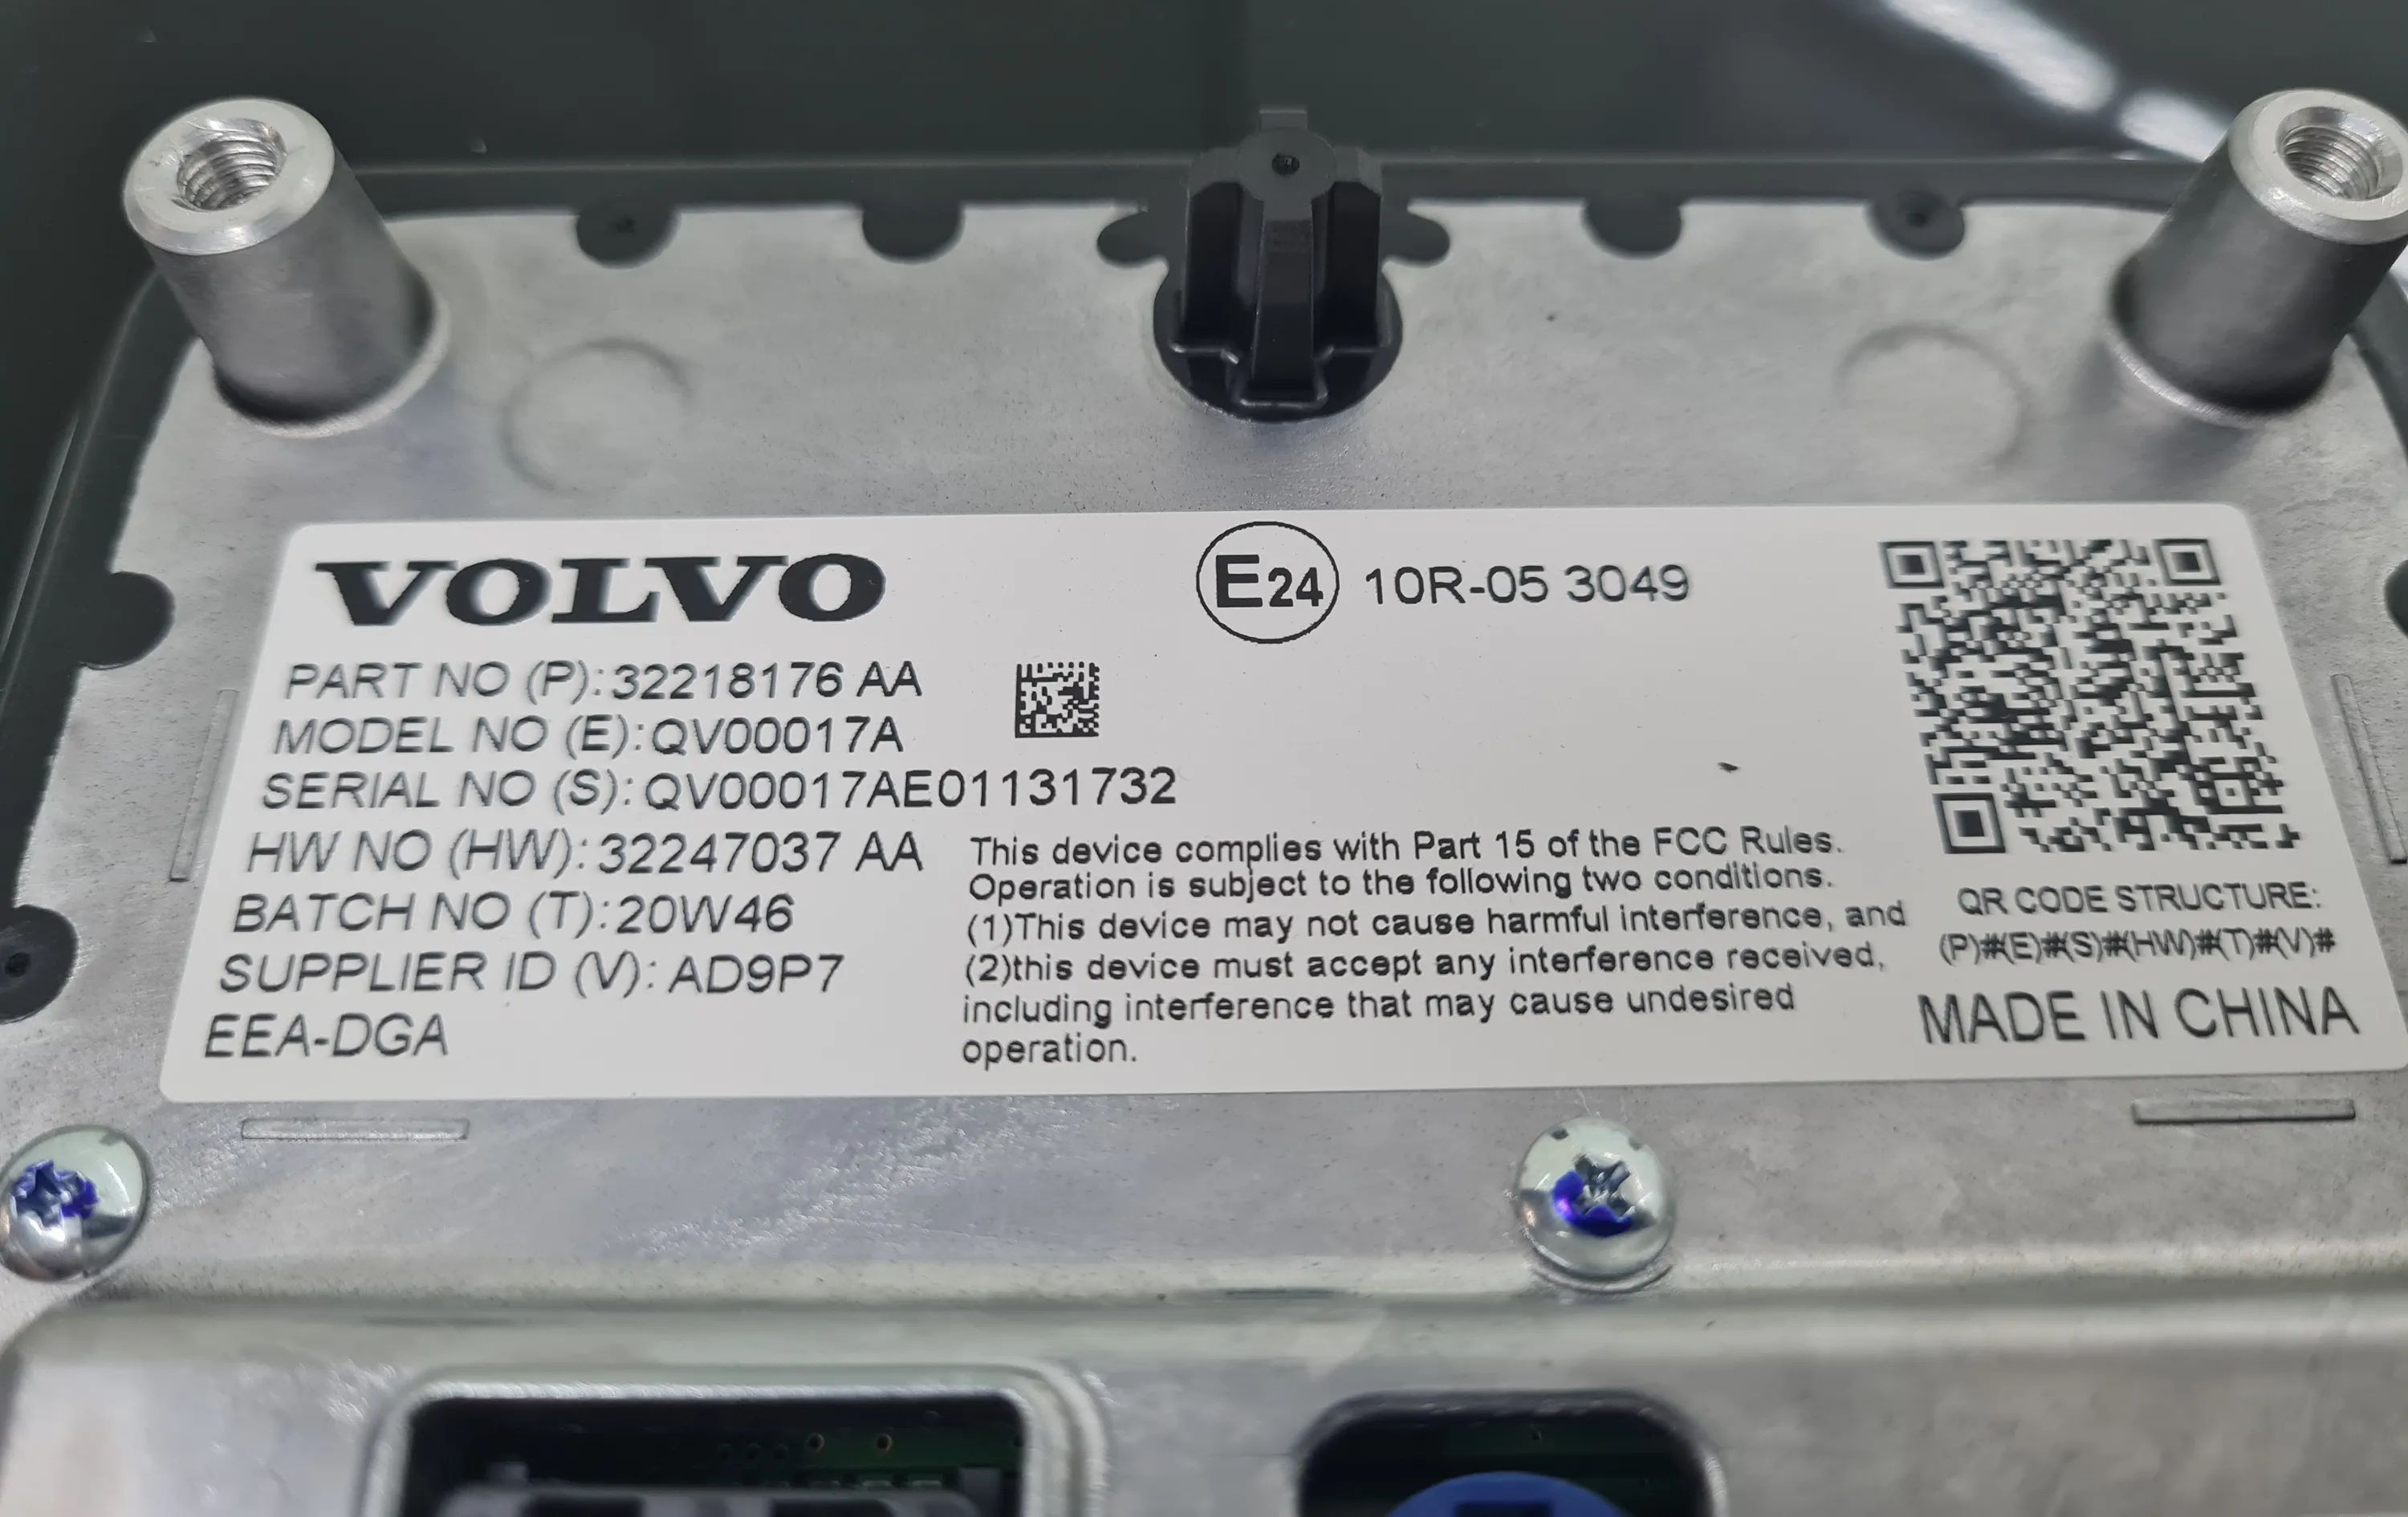 VOLVO
E24 10R-05 3049
PART NO (P):32218176 AA
MODEL NO (E):QV00017A
SERIAL NO (S):QV00017AE01131732
HW NO (HW):32247037 AA
BATCH NO (T):20W46
SUPPLIER ID (V):AD9P7
EEA-DGA
This device complies with Part 15 of the FCC Rules.
Operation is subject to the following two conditions.
(1)This device may not cause harmful interference, and
(2)this device must accept any interference received,
including interference that may cause undesired
operation.
QR CODE STRUCTURE:
(P)#(E)#(S)#(HW)#(T)#(V)#
MADE IN CHINA